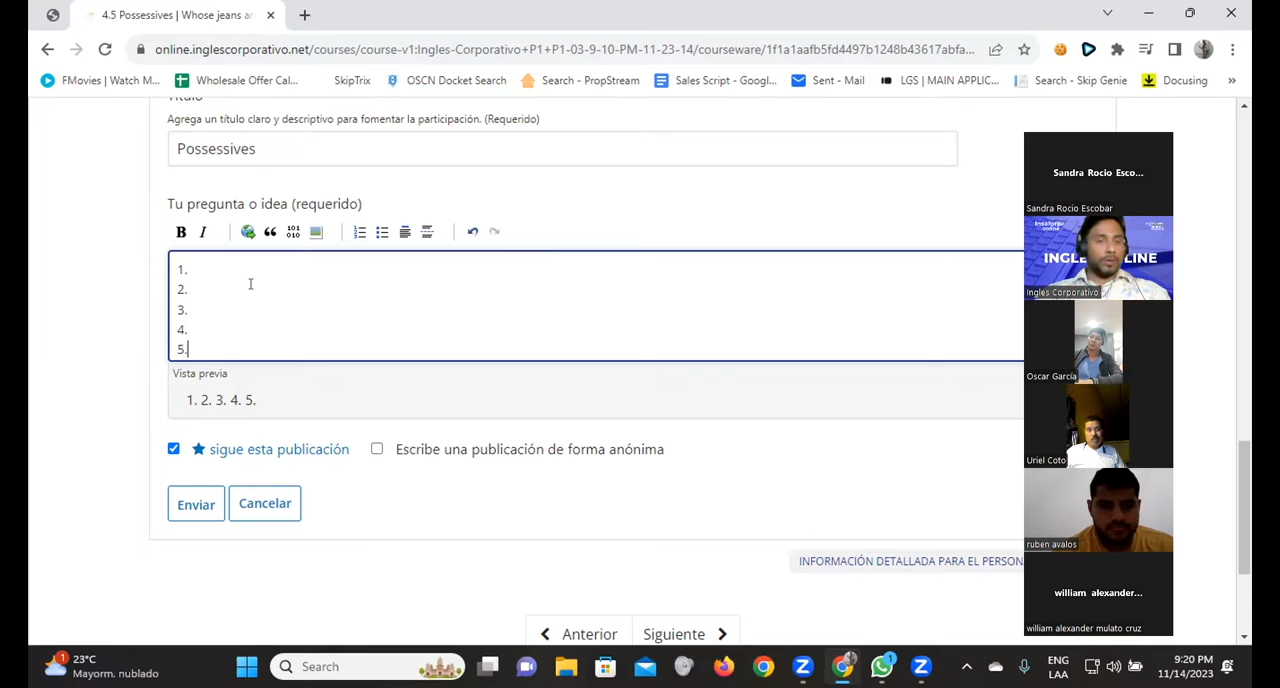 4.5 Possessives | Whose jeans ar
online.inglescorporativo.net/courses/course-v1:Ingles-Corporativo+P1+P1-03-9-10-PM-11-23-14/courseware/1f1a1aafb5fd4497b1248b43617abfa...
FMovies | Watch M...
Wholesale Offer Cal...
SkipTrix
OSCN Docket Search
Search - PropStream
Sales Script - Googl...
Sent - Mail
LGS | MAIN APPLIC...
Search - Skip Genie
Docusing
»
Título
Agrega un título claro y descriptivo para fomentar la participación. (Requerido)
Possessives
Tu pregunta o idea (requerido)
B I
1.
2.
3.
4.
5.
Vista previa
1. 2. 3. 4. 5.
sigue esta publicación
Escribe una publicación de forma anónima
Enviar
Cancelar
INFORMACIÓN DETALLADA PARA EL PERSON
Anterior
Siguiente
Sandra Rocio Esco...
Sandra Rocio Escobar
Insaforp
online
INGLE
LINE
Ingles Corporativo
Oscar García
Uriel Coto
ruben avalos
william alexander...
william alexander mulato cruz
1
23°C
Mayorm. nublado
Search
1
ENG
LAA
9:20 PM
11/14/2023